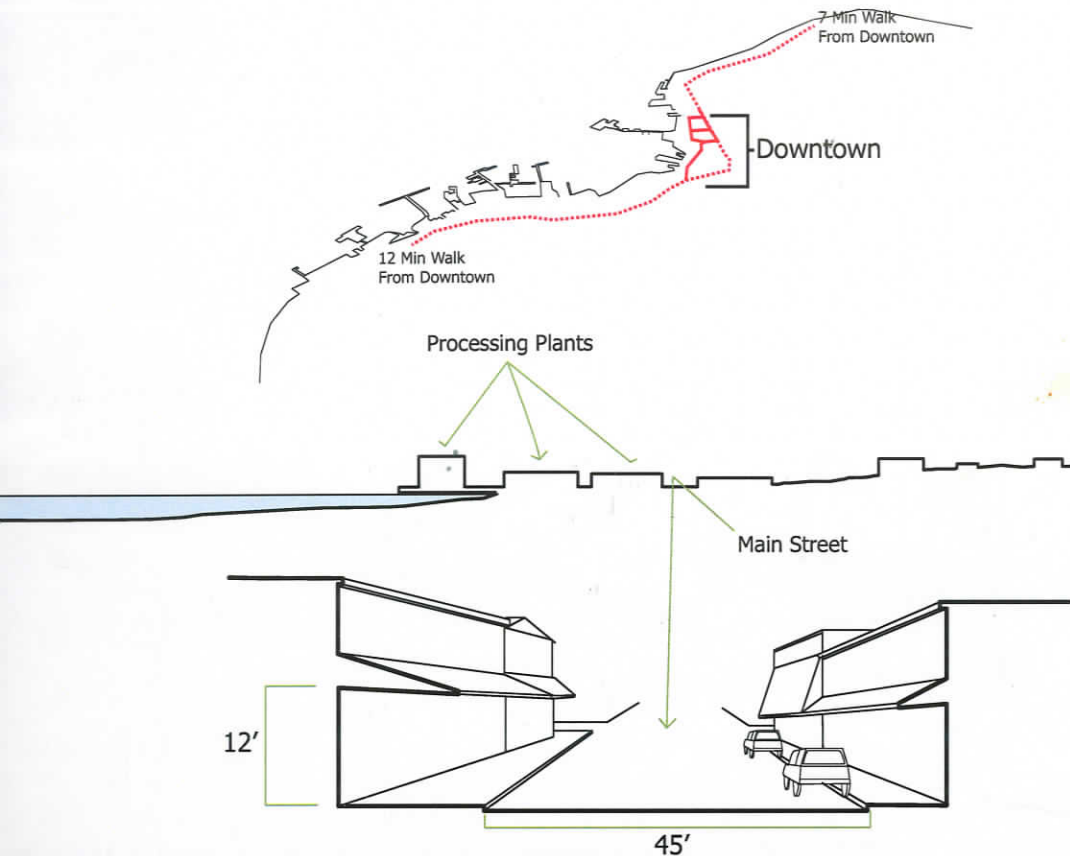 7 Min Walk
From Downtown
Downtown
12 Min Walk
From Downtown
Processing Plants
Main Street
12'
45'